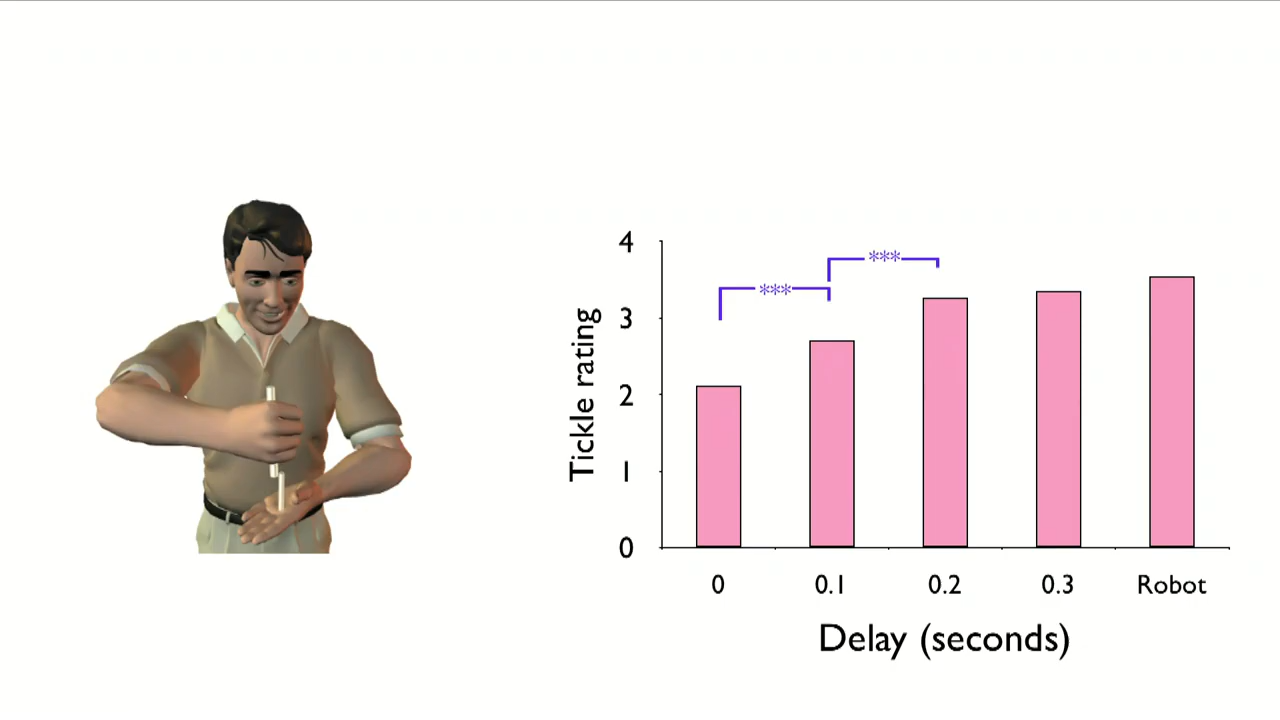 4
3
2
1
0
Tickle rating
***
***
0 0.1 0.2 0.3 Robot
Delay (seconds)